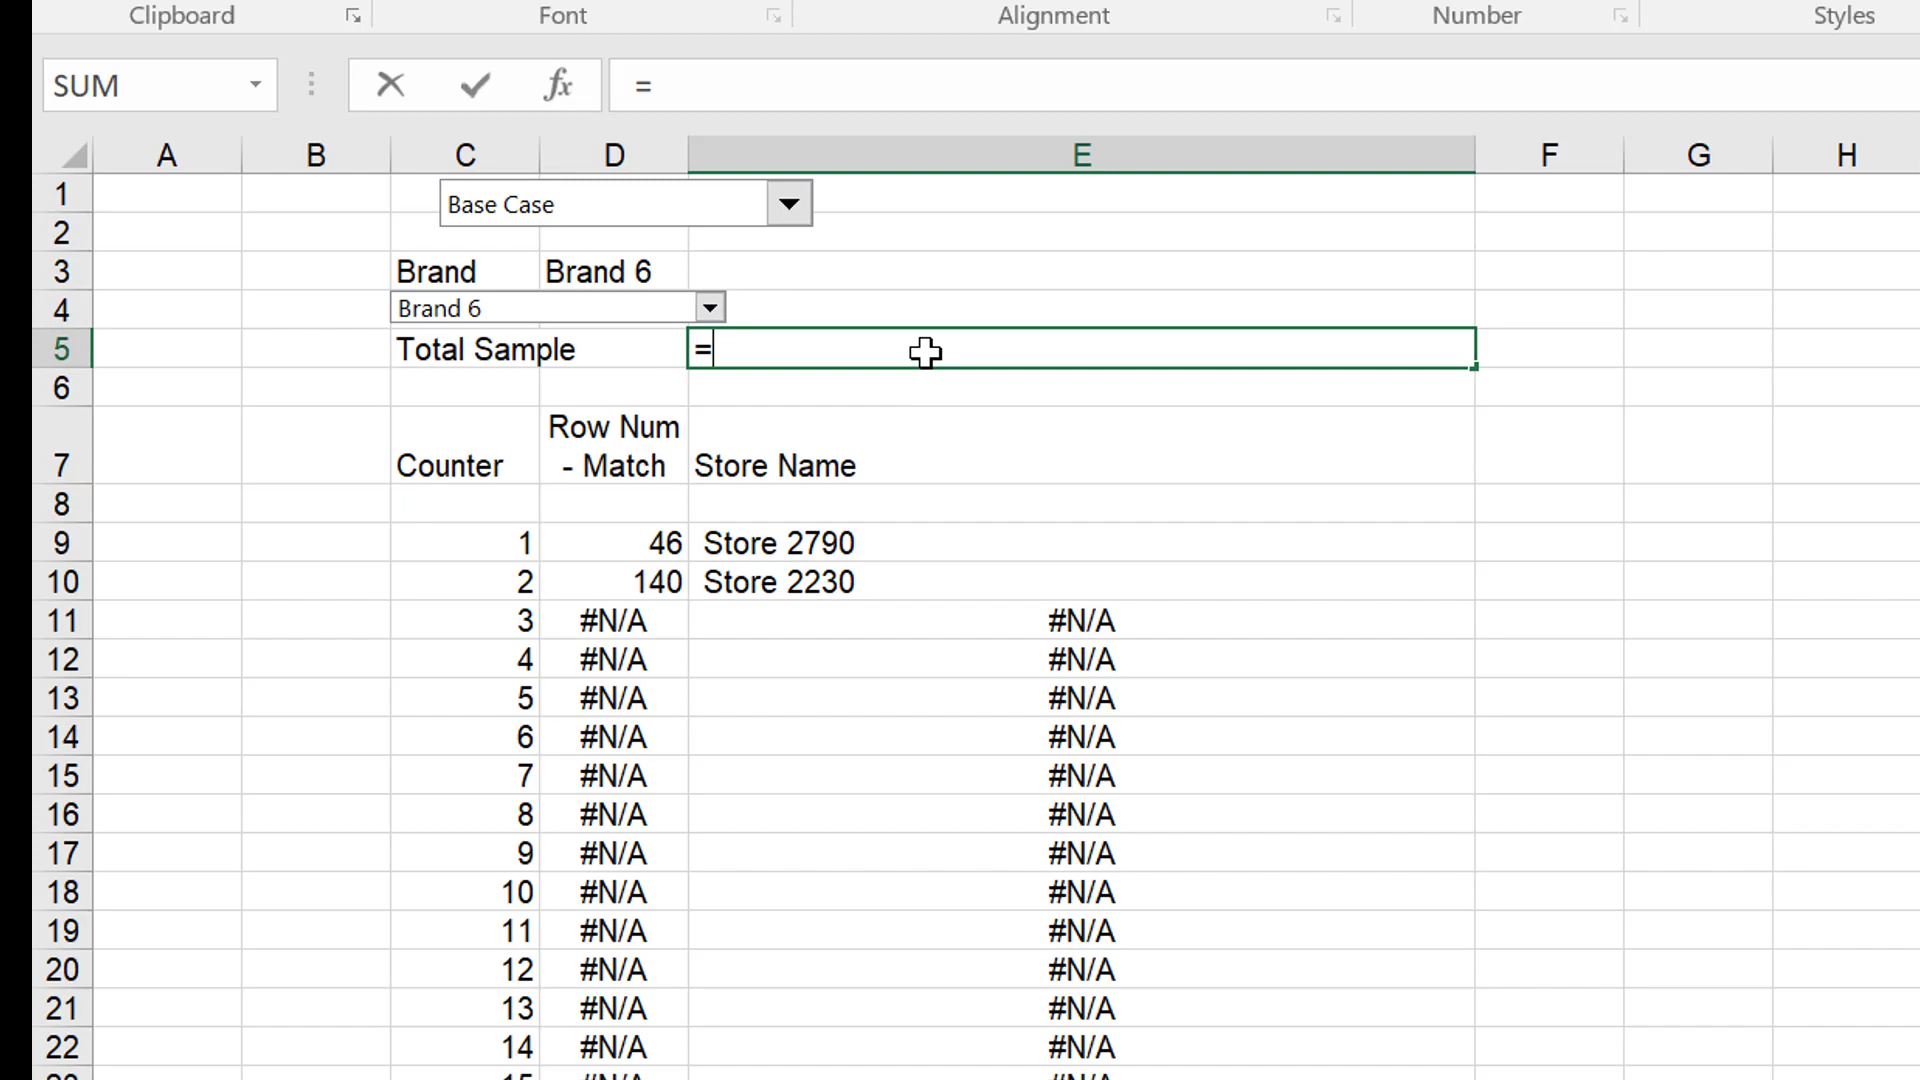 Clipboard Font Alignment Number Styles
SUM fx =
A B C D E F G H
1 Base Case
2
3 Brand Brand 6
4 Brand 6
5 Total Sample =
6
7 Counter Row Num - Match Store Name
8
9 1 46 Store 2790
10 2 140 Store 2230
11 3 #N/A #N/A
12 4 #N/A #N/A
13 5 #N/A #N/A
14 6 #N/A #N/A
15 7 #N/A #N/A
16 8 #N/A #N/A
17 9 #N/A #N/A
18 10 #N/A #N/A
19 11 #N/A #N/A
20 12 #N/A #N/A
21 13 #N/A #N/A
22 14 #N/A #N/A